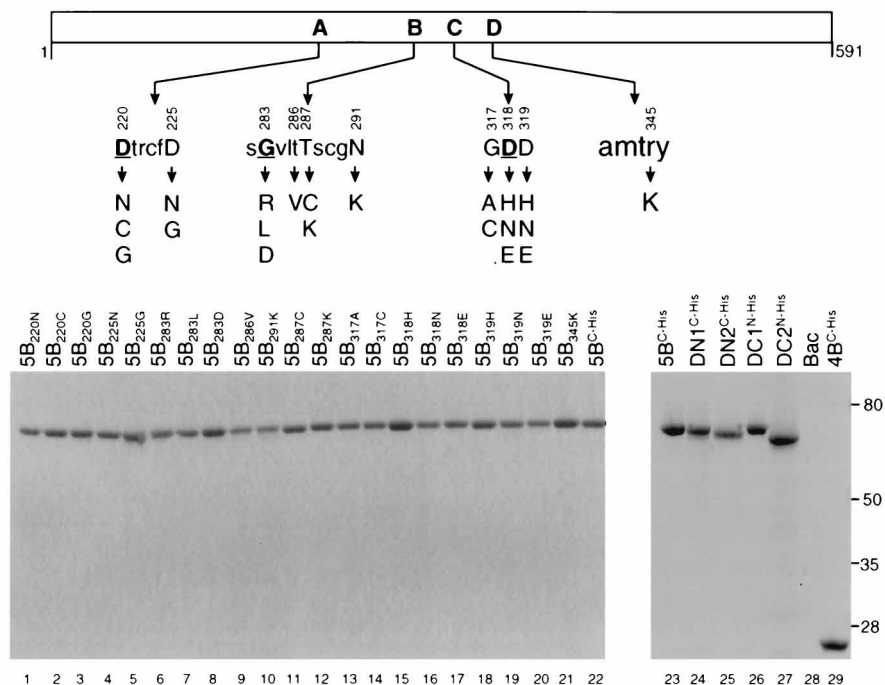 A B C D
1 591
220 225 283 286 287 291 317 318 319 345
DtrcfD sGvltTscgN GDD amtry
N N R V C K A H H K
C G L K C N N
G D E E
5B220N 5B220C 5B220G 5B225N 5B225G 5B283R 5B283L 5B283D 5B286V 5B291K 5B287C 5B287K 5B317A 5B317C 5B318H 5B318N 5B318E 5B319H 5B319N 5B319E 5B345K 5BC-His
5BC-His DN1C-His DN2C-His DC1N-His DC2N-His Bac 4BC-His
80
50
35
28
1 2 3 4 5 6 7 8 9 10 11 12 13 14 15 16 17 18 19 20 21 22 23 24 25 26 27 28 29